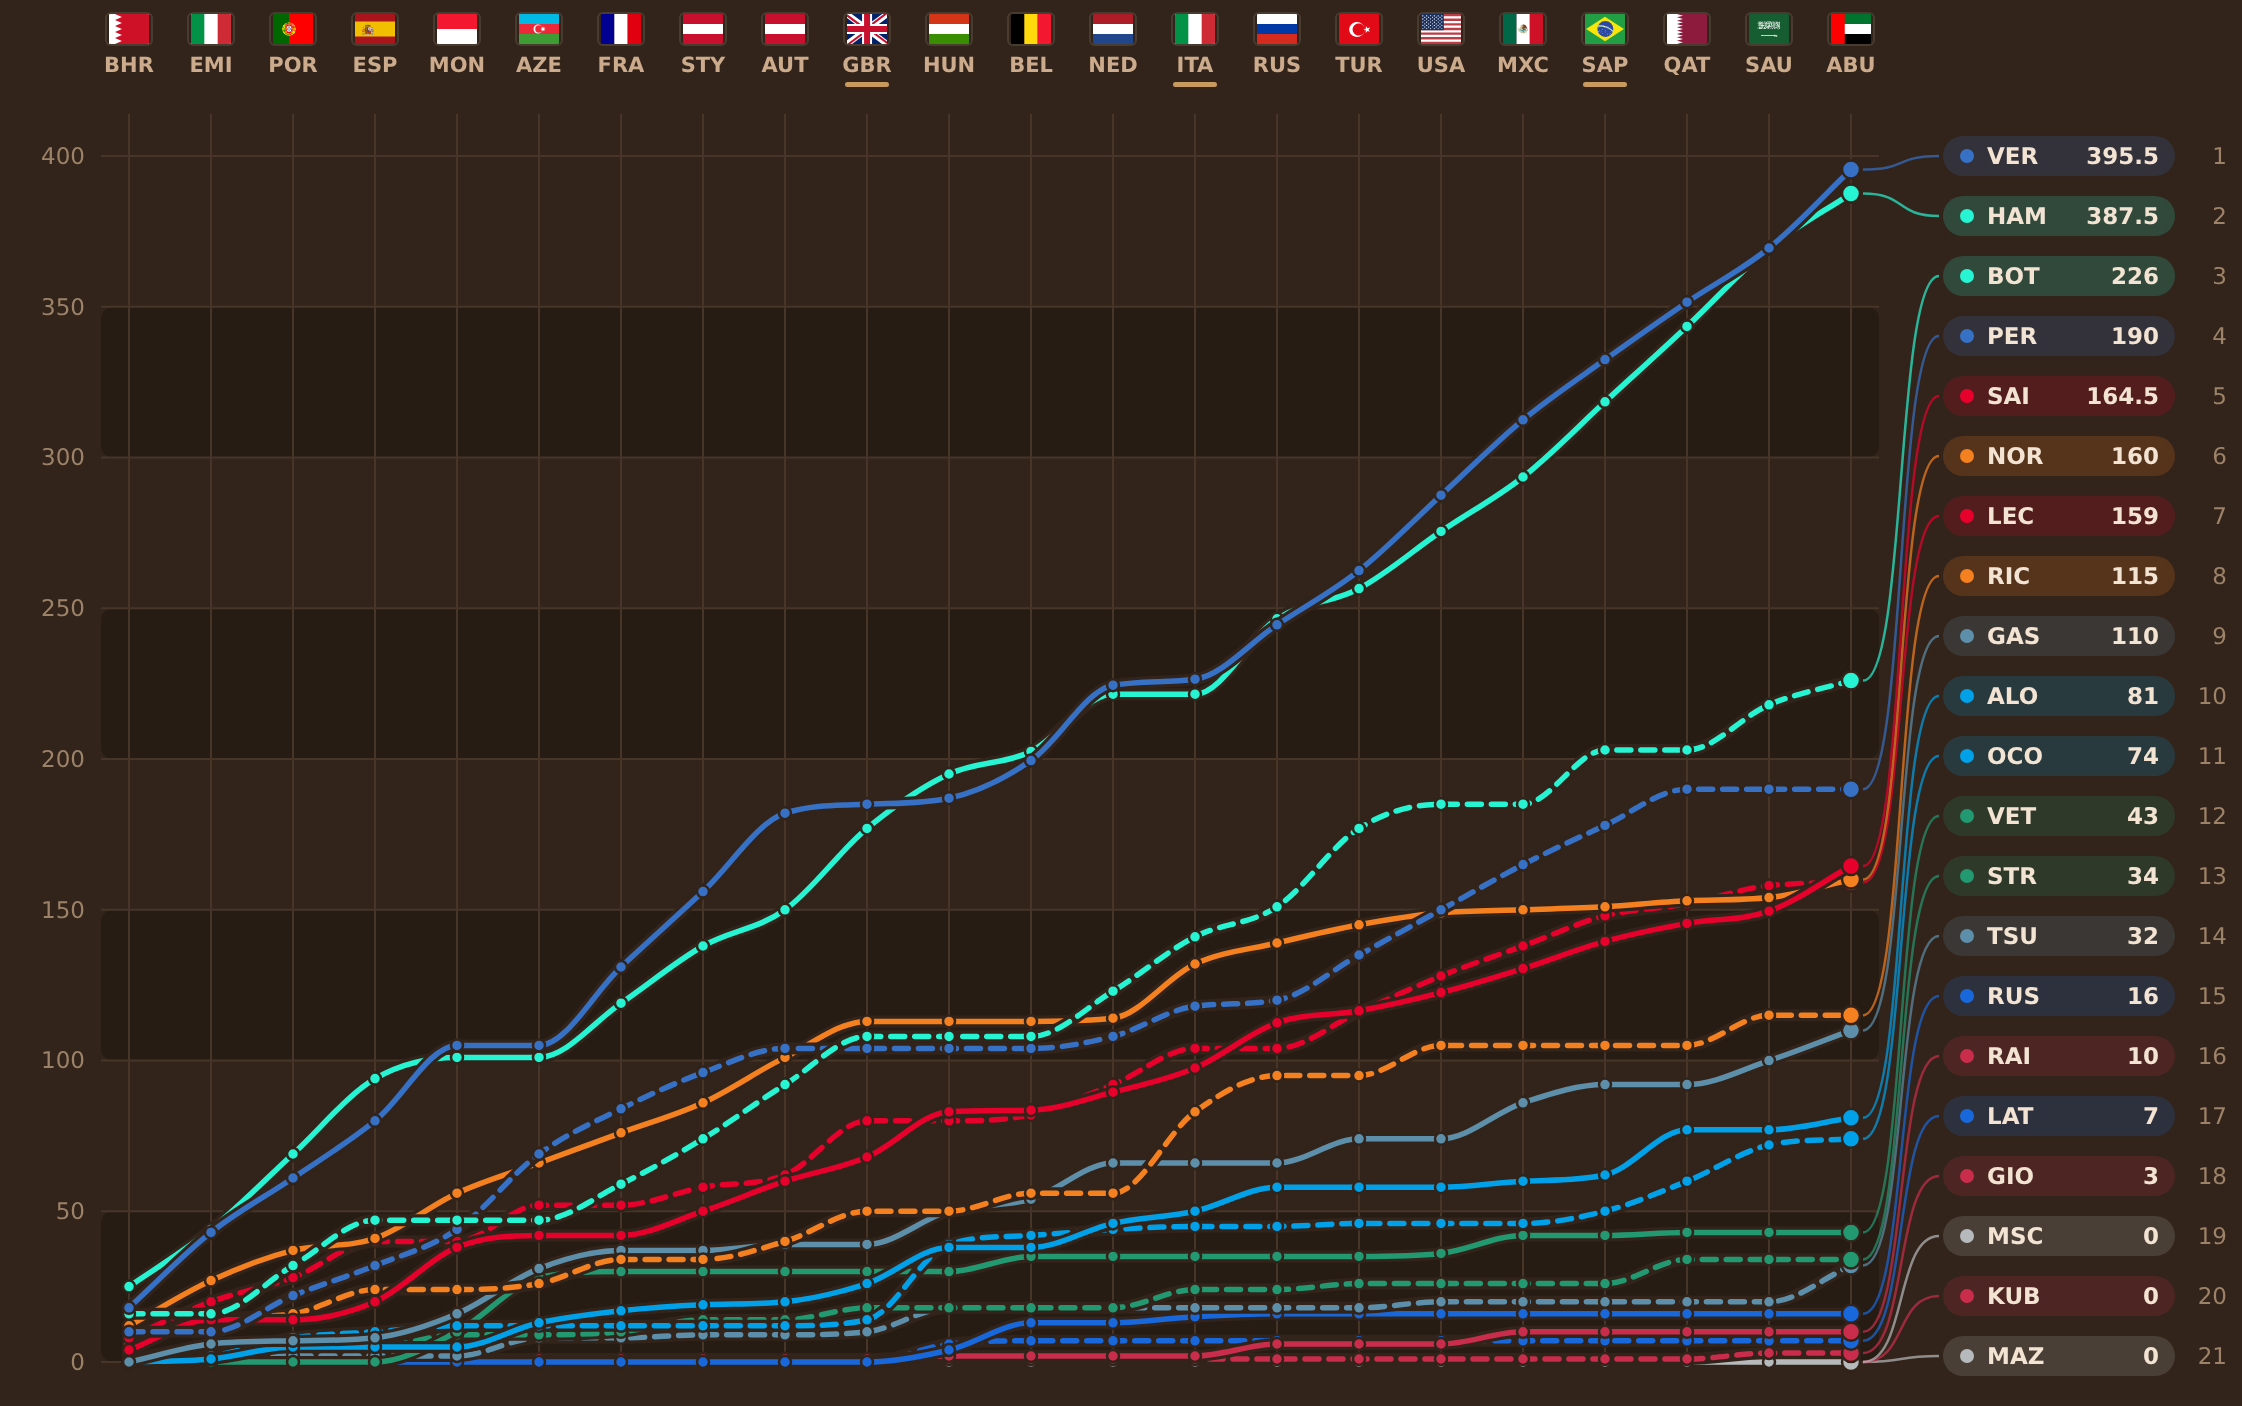 BHR EMI POR ESP MON AZE FRA STY AUT GBR HUN BEL NED ITA RUS TUR USA MXC SAP QAT SAU ABU
400
350
300
250
200
150
100
50
0
VER 395.5 1
HAM 387.5 2
BOT 226 3
PER 190 4
SAI 164.5 5
NOR 160 6
LEC 159 7
RIC 115 8
GAS 110 9
ALO 81 10
OCO 74 11
VET 43 12
STR 34 13
TSU 32 14
RUS 16 15
RAI 10 16
LAT 7 17
GIO 3 18
MSC 0 19
KUB 0 20
MAZ 0 21